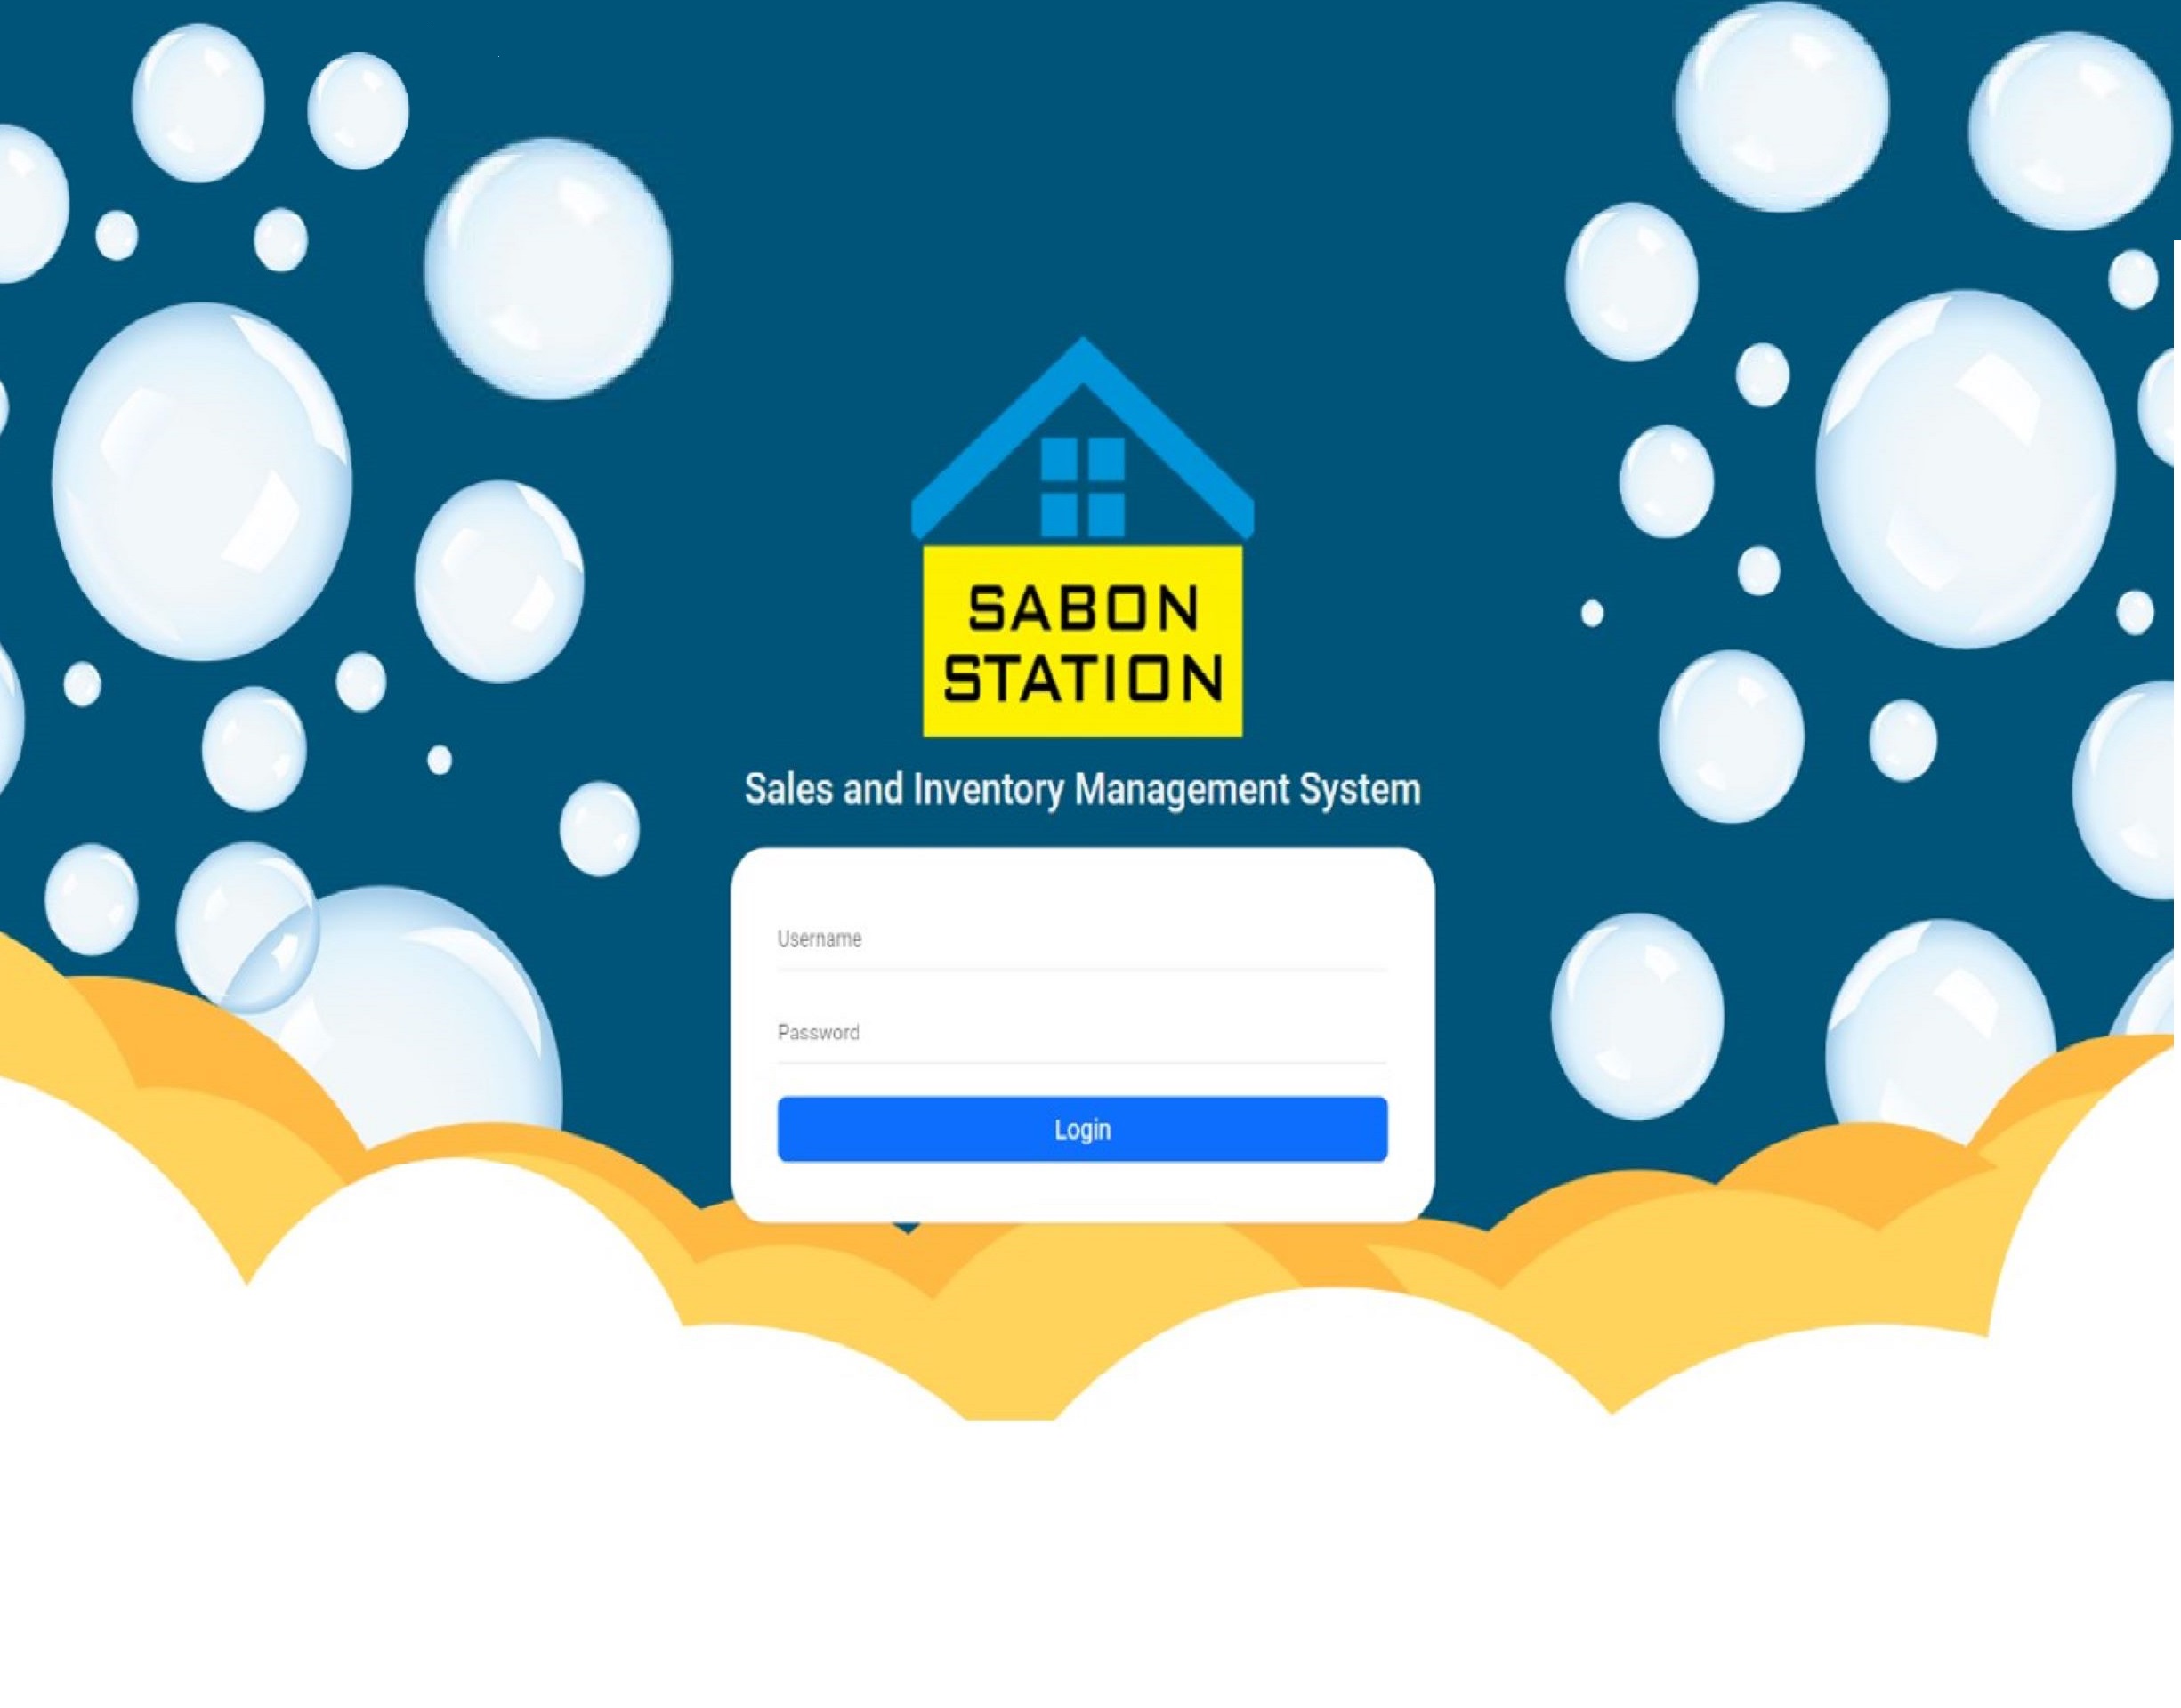 SABON
STATION
Sales and Inventory Management System
Username
Password
Login